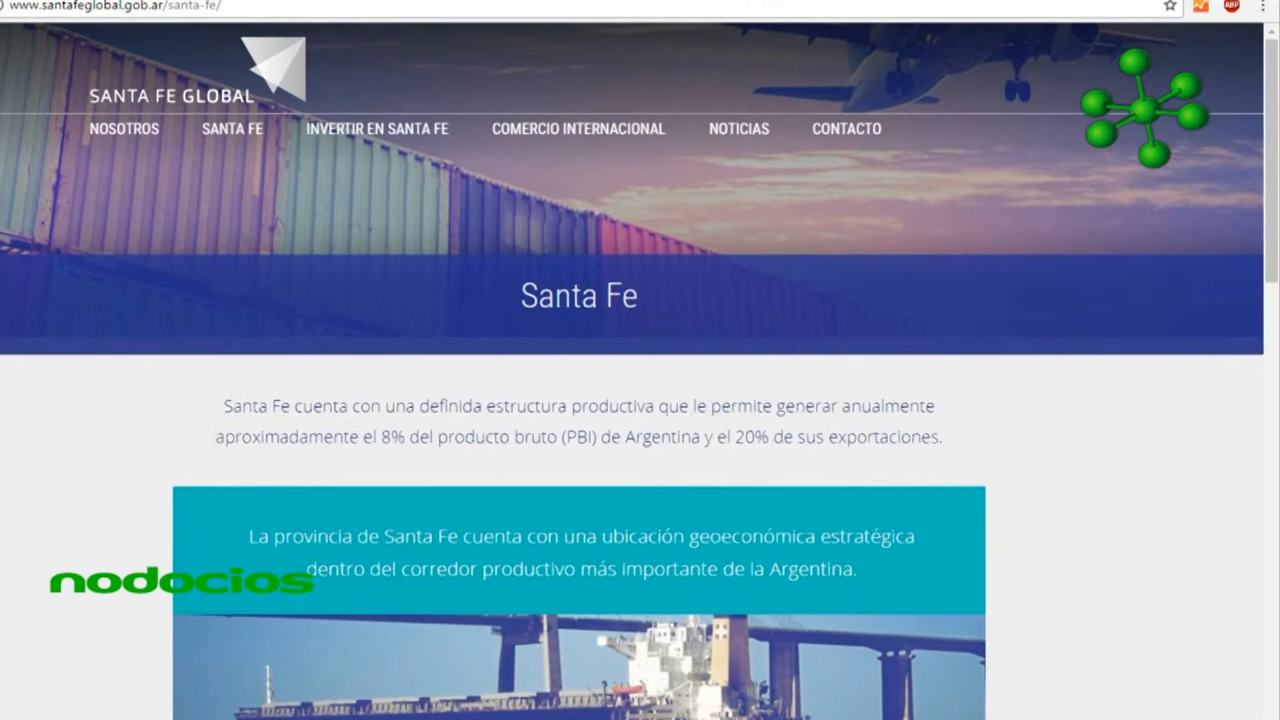 www.santafeglobal.gob.ar/santa-fe/
ABP
SANTA FE GLOBAL
NOSOTROS SANTA FE INVERTIR EN SANTA FE COMERCIO INTERNACIONAL NOTICIAS CONTACTO
Santa Fe
Santa Fe cuenta con una definida estructura productiva que le permite generar anualmente
aproximadamente el 8% del producto bruto (PBI) de Argentina y el 20% de sus exportaciones.
La provincia de Santa Fe cuenta con una ubicación geoeconómica estratégica
dentro del corredor productivo más importante de la Argentina.
nodocios